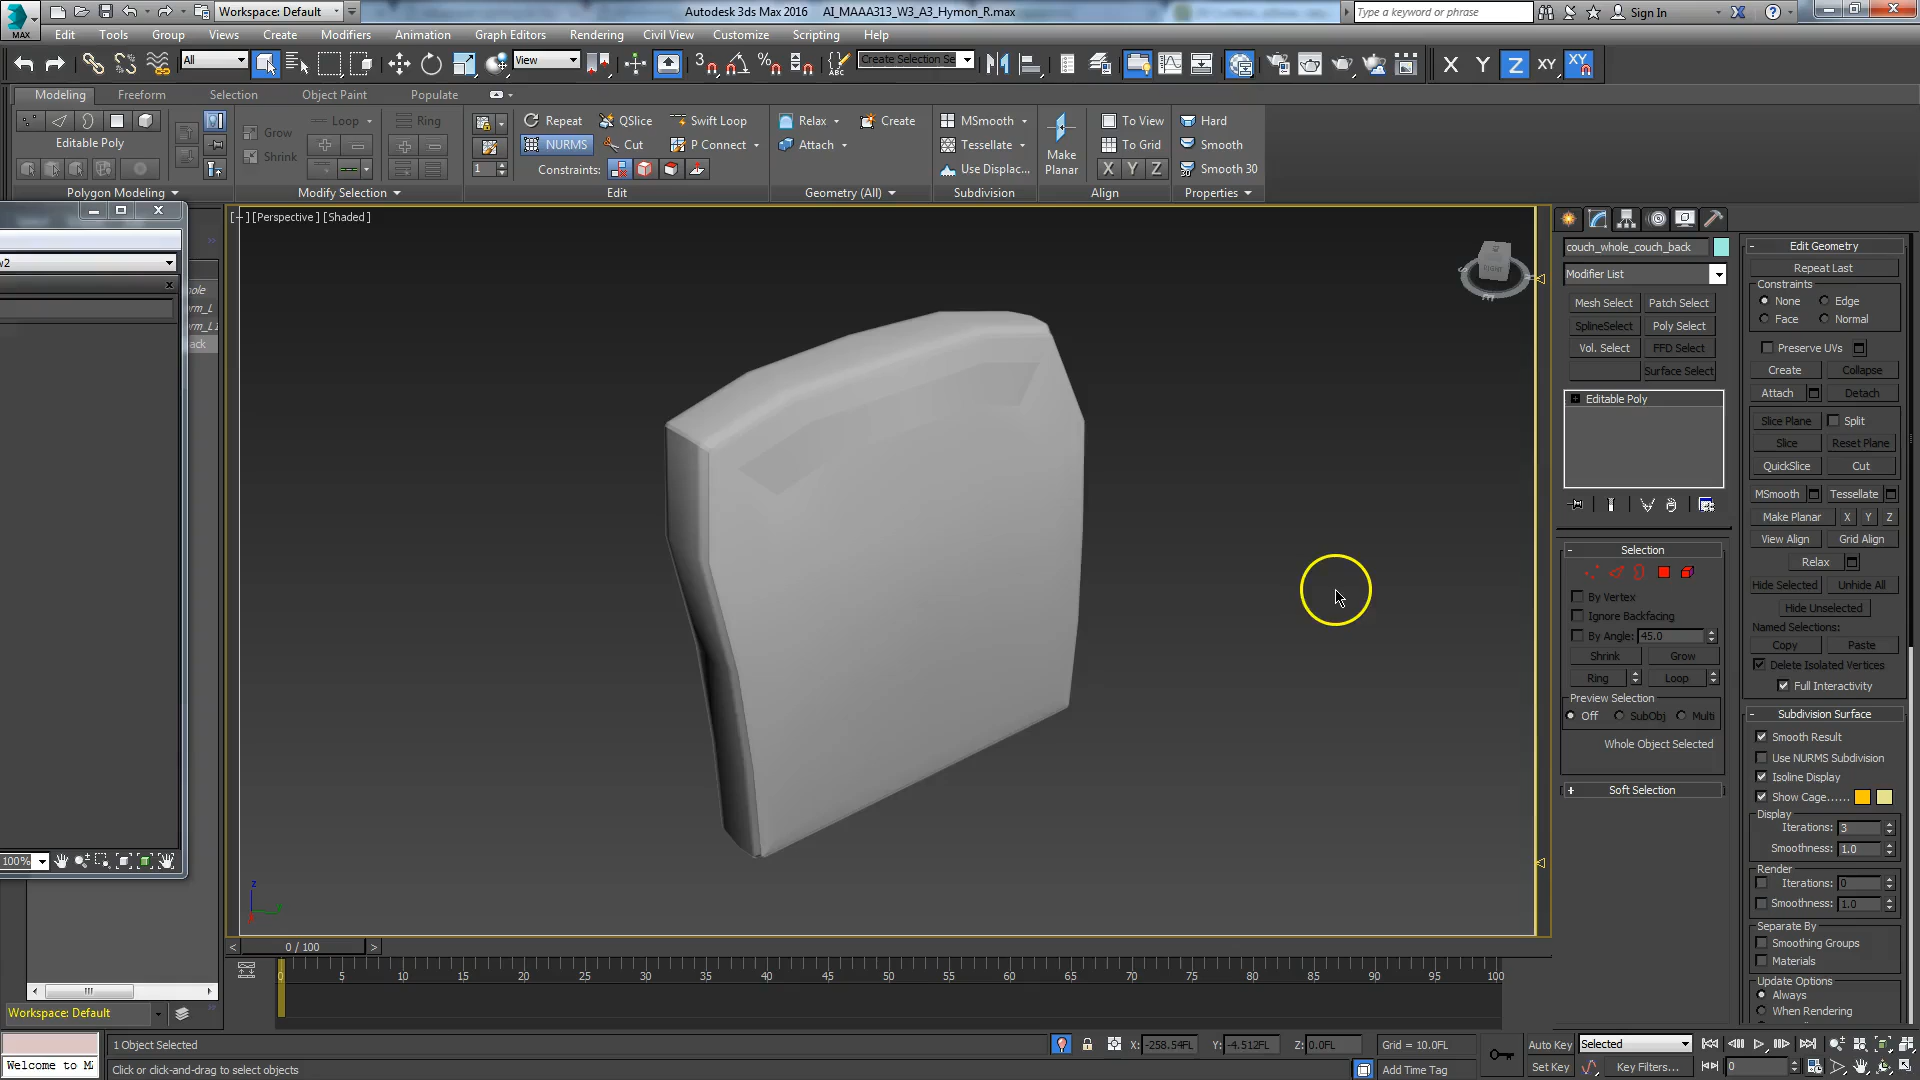 Workspace: Default
Autodesk 3ds Max 2016 AI_MAAA313_W3_A3_Hymon_R.max
Type a keyword or phrase
Sign In
MAX
Edit Tools Group Views Create Modifiers Animation Graph Editors Rendering Civil View Customize Scripting Help
All
View
3
ABC
Create Selection Se
X Y Z XY XY
Modeling Freeform Selection Object Paint Populate
Loop Ring
Repeat QSlice Swift Loop
Relax Create
MSmooth To View Hard
Grow
Editable Poly
NURMS Cut P Connect
Attach
Tessellate Make Planar To Grid Smooth
Shrink
1
Constraints:
Use Displac...
X Y Z
Smooth 30
Polygon Modeling Modify Selection Edit Geometry (All) Subdivision Align Properties
[+] [Perspective] [Shaded]
couch_whole_couch_back
Modifier List
Mesh Select Patch Select
SplineSelect Poly Select
Vol. Select FFD Select
Surface Select
Editable Poly
Selection
By Vertex
Ignore Backfacing
By Angle: 45.0
Shrink Grow
Ring Loop
Preview Selection
Off SubObj Multi
Whole Object Selected
Soft Selection
Edit Geometry
Repeat Last
Constraints
None Edge
Face Normal
Preserve UVs
Create Collapse
Attach Detach
Slice Plane Split
Slice Reset Plane
QuickSlice Cut
MSmooth Tessellate
Make Planar X Y Z
View Align Grid Align
Relax
Hide Selected Unhide All
Hide Unselected
Named Selections:
Copy Paste
Delete Isolated Vertices
Full Interactivity
Subdivision Surface
Smooth Result
Use NURMS Subdivision
Isoline Display
Show Cage......
Display
Iterations: 3
Smoothness: 1.0
Render
Iterations: 0
Smoothness: 1.0
Separate By
Smoothing Groups
Materials
Update Options
Always
When Rendering
100%
z
0 / 100
0 5 10 15 20 25 30 35 40 45 50 55 60 65 70 75 80 85 90 95 100
Workspace: Default
1 Object Selected
X: -258.54FL Y: -4.512FL Z: 0.0FL
Grid = 10.0FL
Auto Key Selected
Welcome to M
Click or click-and-drag to select objects
Add Time Tag
Set Key Key Filters...
0